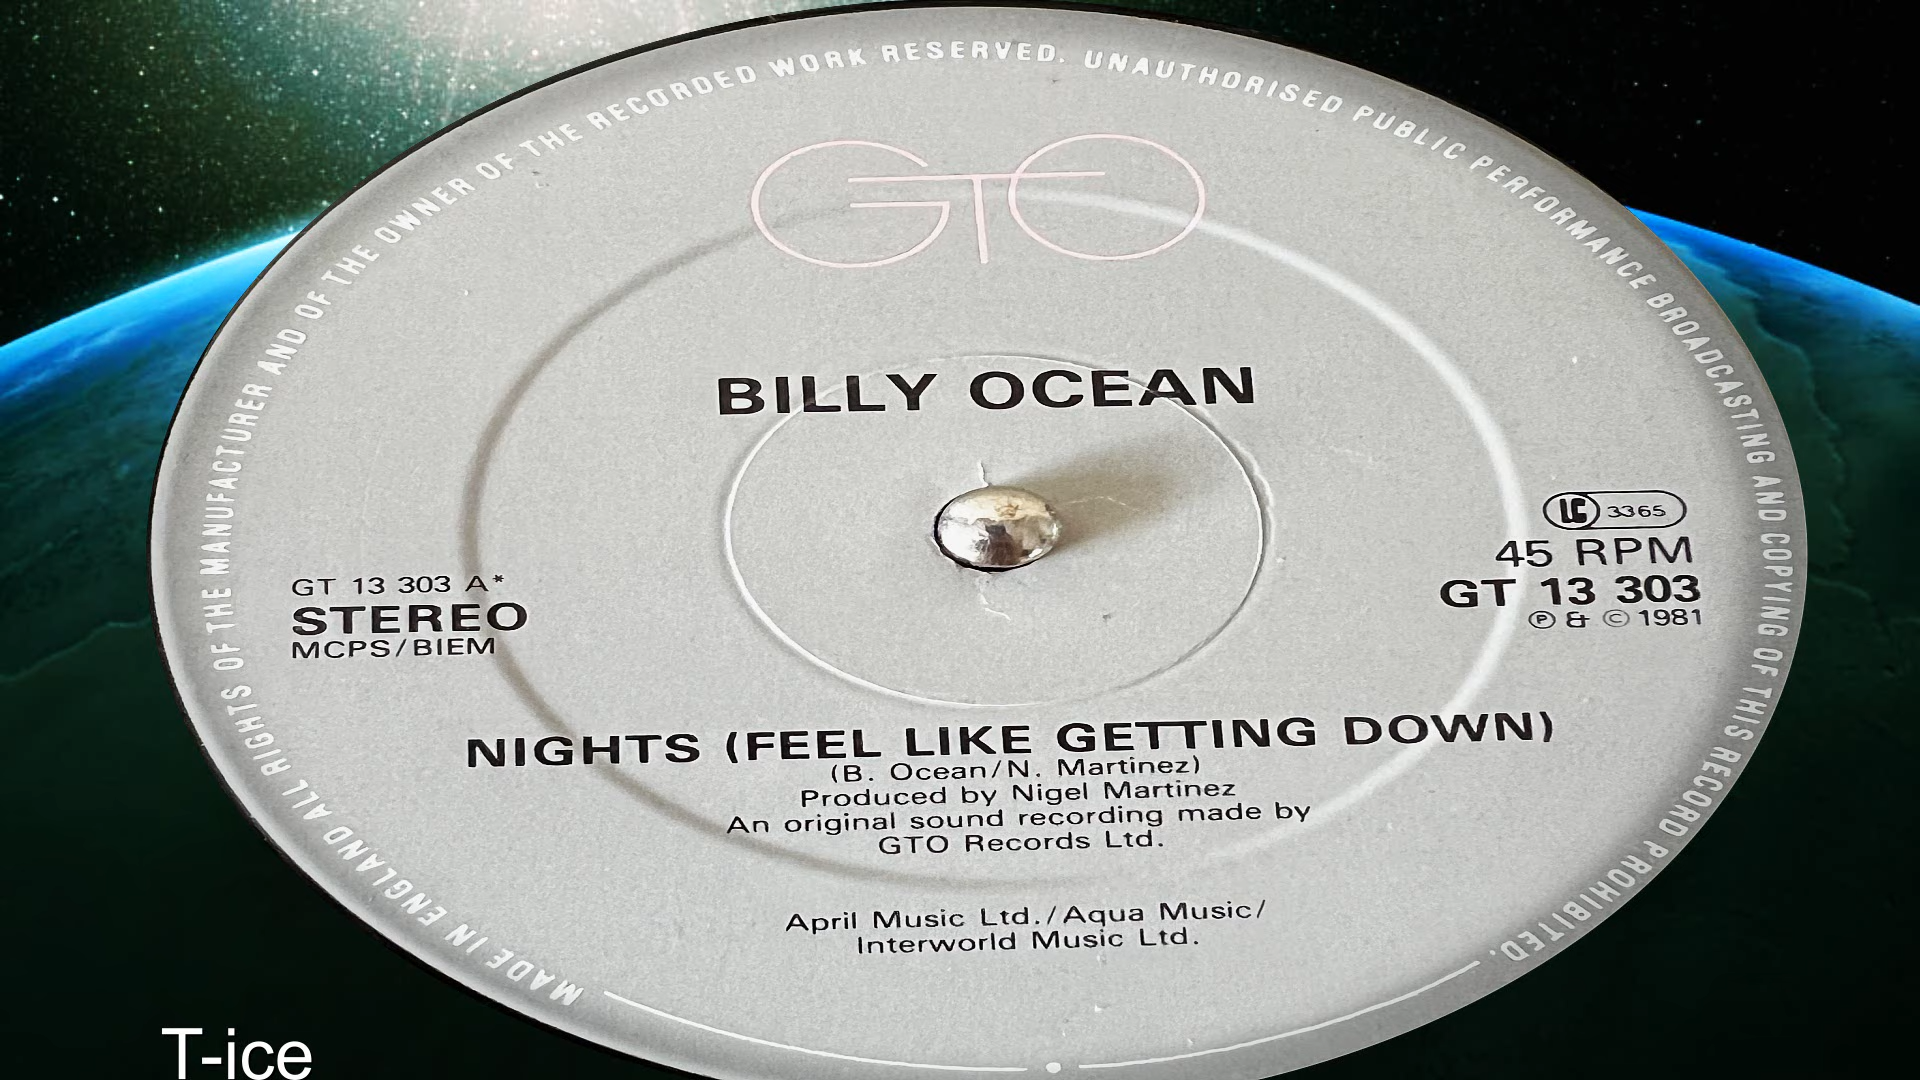 MADE IN ENGLAND ALL RIGHTS OF THE MANUFACTURER AND OF THE OWNER OF THE RECORDED WORK RESERVED. UNAUTHORISED PUBLIC PERFORMANCE BROADCASTING AND COPYING OF THIS RECORD PROHIBITED.
GTO
BILLY OCEAN
GT 13 303 A*
STEREO
MCPS/BIEM
LC 3365
45 RPM
GT 13 303
℗ & © 1981
NIGHTS (FEEL LIKE GETTING DOWN)
(B. Ocean/N. Martinez)
Produced by Nigel Martinez
An original sound recording made by
GTO Records Ltd.
April Music Ltd./Aqua Music/
Interworld Music Ltd.
T-ice